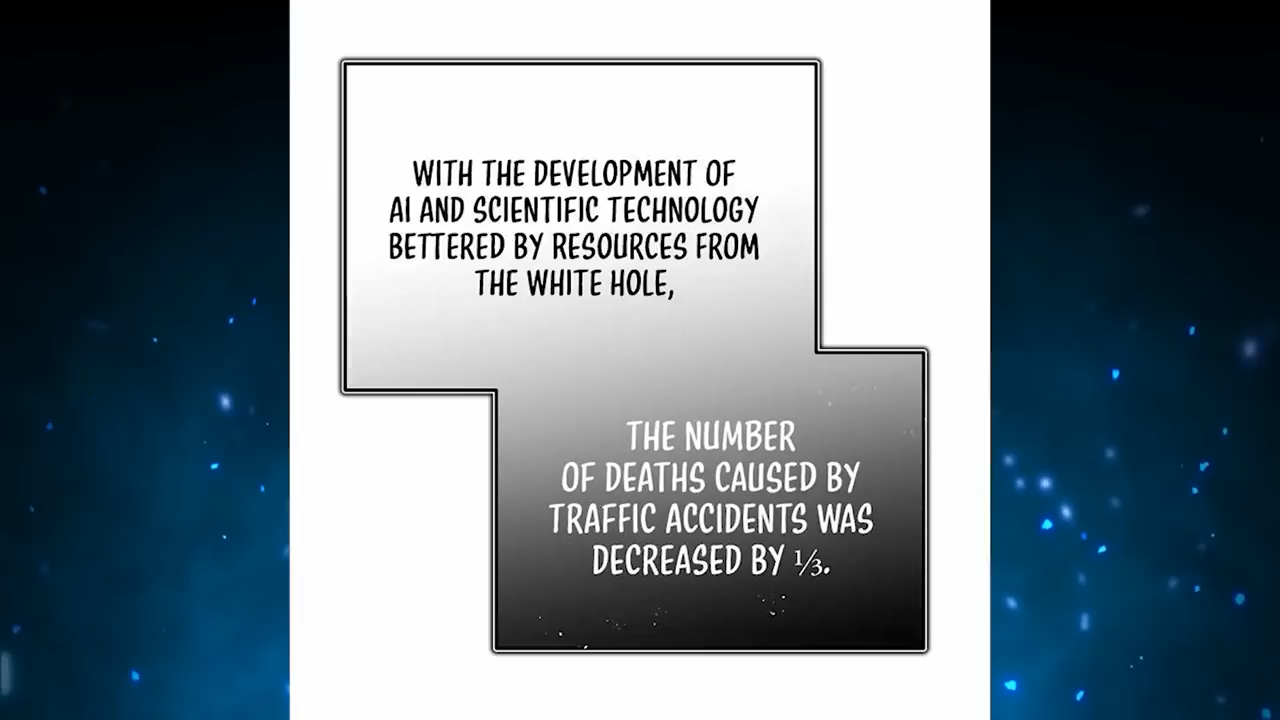 WITH THE DEVELOPMENT OF
AI AND SCIENTIFIC TECHNOLOGY
BETTERED BY RESOURCES FROM
THE WHITE HOLE,
THE NUMBER
OF DEATHS CAUSED BY
TRAFFIC ACCIDENTS WAS
DECREASED BY ⅓.